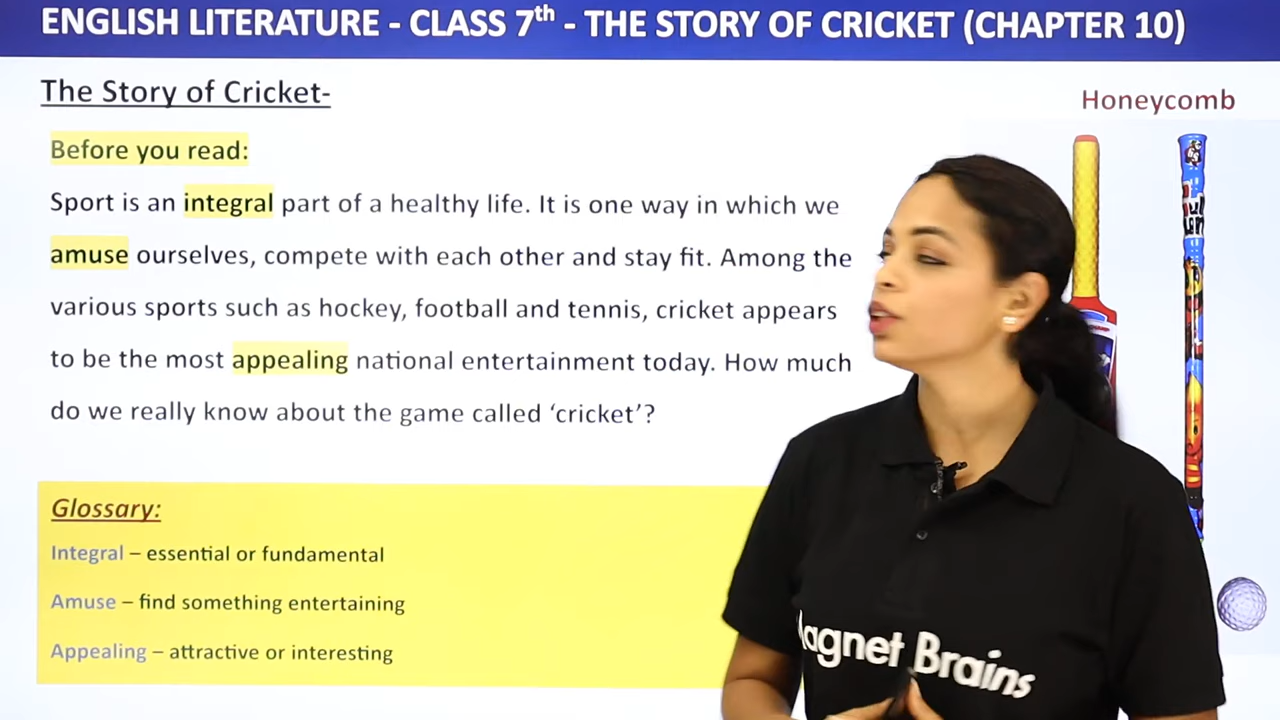 ENGLISH LITERATURE - CLASS 7th - THE STORY OF CRICKET (CHAPTER 10)
The Story of Cricket-
Honeycomb
Before you read:
Sport is an integral part of a healthy life. It is one way in which we
amuse ourselves, compete with each other and stay fit. Among the
various sports such as hockey, football and tennis, cricket appears
to be the most appealing national entertainment today. How much
do we really know about the game called ‘cricket’?
Glossary:
Integral – essential or fundamental
Amuse – find something entertaining
Appealing – attractive or interesting
agnet Brains